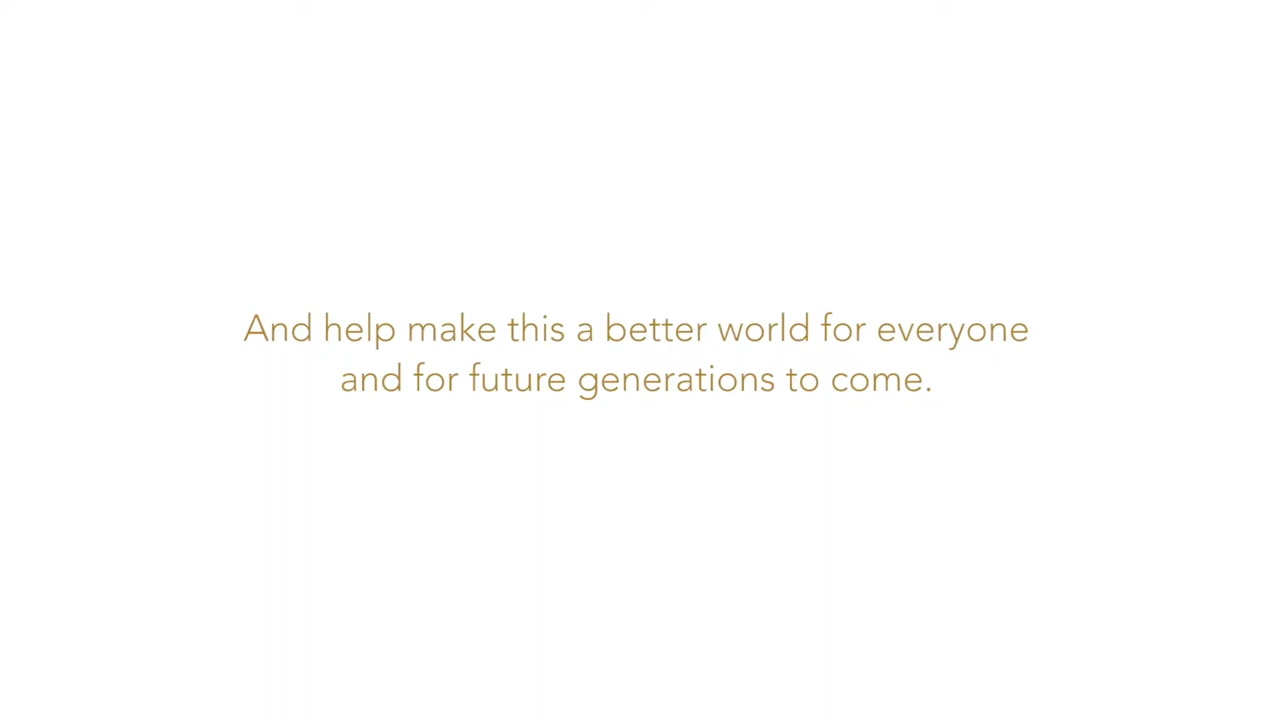 And help make this a better world for everyone
and for future generations to come.